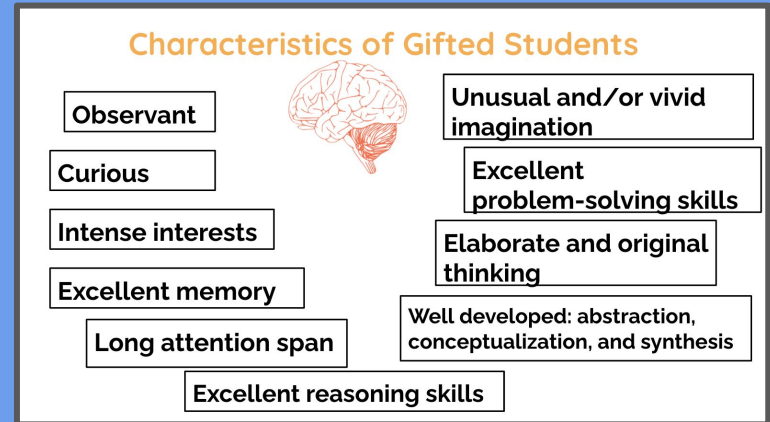 Characteristics of Gifted Students
Observant
Curious
Intense interests
Excellent memory
Long attention span
Excellent reasoning skills
Unusual and/or vivid
imagination
Excellent
problem-solving skills
Elaborate and original
thinking
Well developed: abstraction,
conceptualization, and synthesis